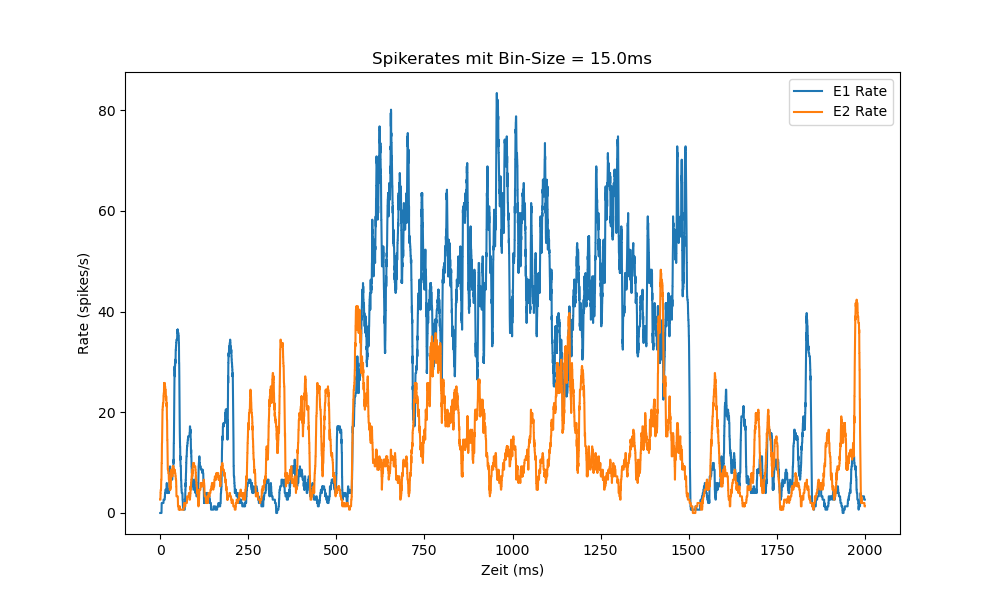 Spikerates mit Bin-Size = 15.0ms
E1 Rate
E2 Rate
Rate (spikes/s)
80
60
40
20
0
0 250 500 750 1000 1250 1500 1750 2000
Zeit (ms)